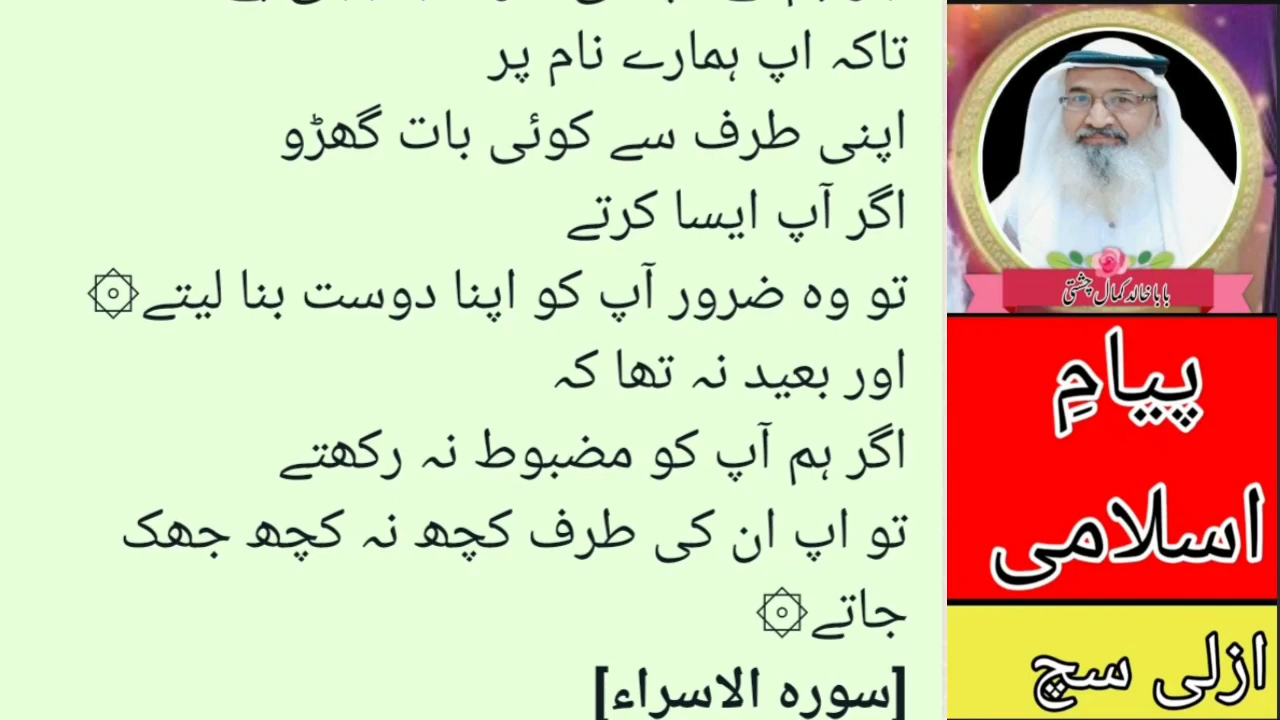 تاکہ اپ ہمارے نام پر
اپنی طرف سے کوئی بات گھڑو
اگر آپ ایسا کرتے
تو وہ ضرور آپ کو اپنا دوست بنا لیتے۞
اور بعید نہ تھا کہ
اگر ہم آپ کو مضبوط نہ رکھتے
تو اپ ان کی طرف کچھ نہ کچھ جھک
جاتے۞
[سورہ الاسراء]
بابا خالد کمال چشتی
پیامِ
اسلامی
ازلی سچ